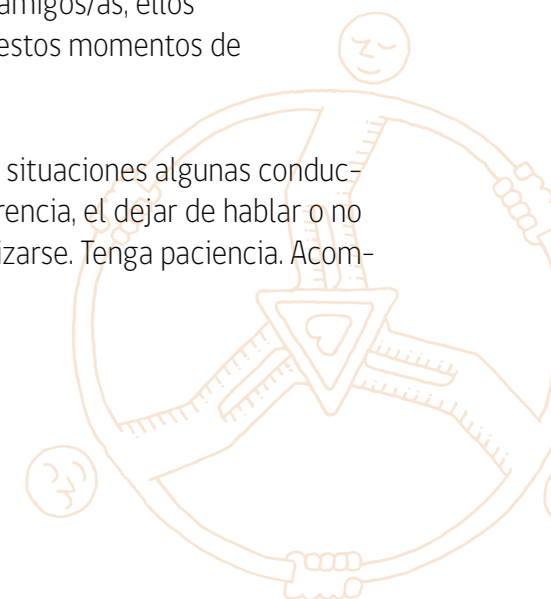 amigos/as, ellos
estos momentos de
situaciones algunas conduc-
rencia, el dejar de hablar o no
izarse. Tenga paciencia. Acom-